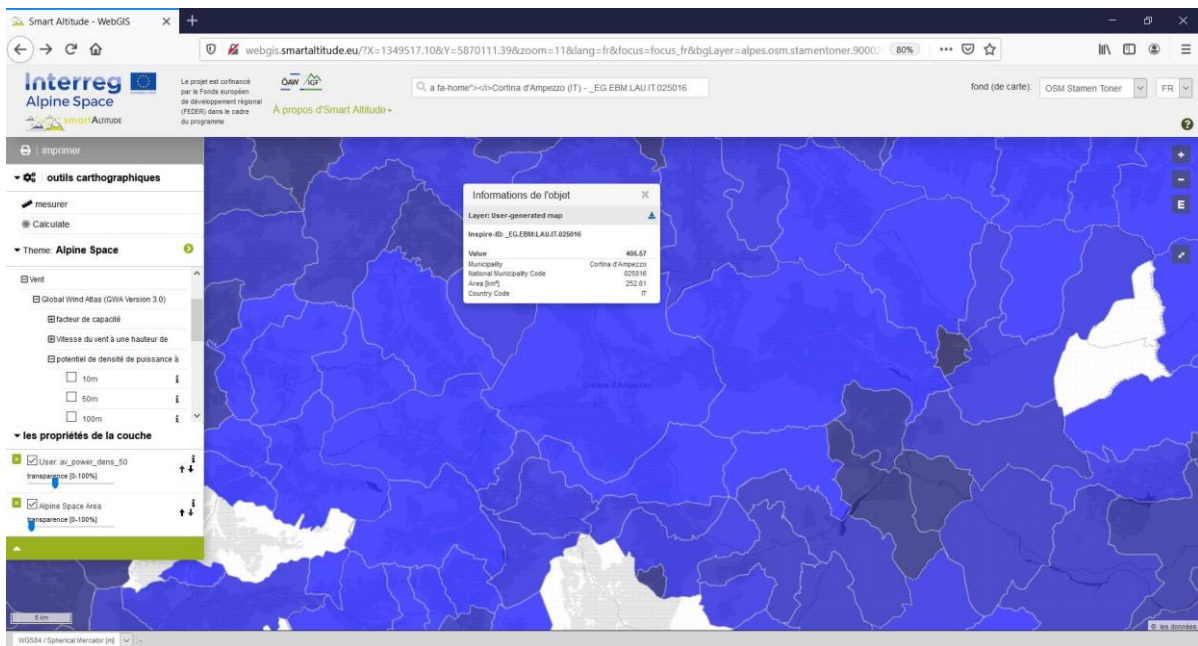 Smart Altitude - WebGIS
webgis.smartaltitude.eu/?X=1349517.10&Y=5870111.39&zoom=11&lang=fr&focus=focus_fr&bgLayer=alpes.osm.stamentoner.90002
80%
Interreg
Alpine Space
smartAltitude
EUROPEAN UNION
Le projet est cofinancé
par le Fonds européen
de développement régional
(FEDER) dans le cadre
du programme
ÖAW
IGF
À propos d'Smart Altitude
a fa-home"></i>Cortina d'Ampezzo (IT) - _EG.EBM:LAU.IT.025016
fond (de carte):
OSM Stamen Toner
FR
imprimer
outils cartographiques
mesurer
Calculate
Theme: Alpine Space
Vent
Global Wind Atlas (GWA Version 3.0)
facteur de capacité
Vitesse du vent à une hauteur de
potentiel de densité de puissance à
10m
50m
100m
les propriétés de la couche
User: av_power_dens_50
transparence [0-100%]
Alpine Space Area
transparence [0-100%]
Informations de l'objet
Layer: User-generated map
Inspire-ID: _EG.EBM:LAU.IT.025016
Value 405.57
Municipality Cortina d'Ampezzo
National Municipality Code 025016
Area [km²] 252.61
Country Code IT
Cortina d'Ampezzo
E
5 km
© les données
WGS84 / Spherical Mercator [m]